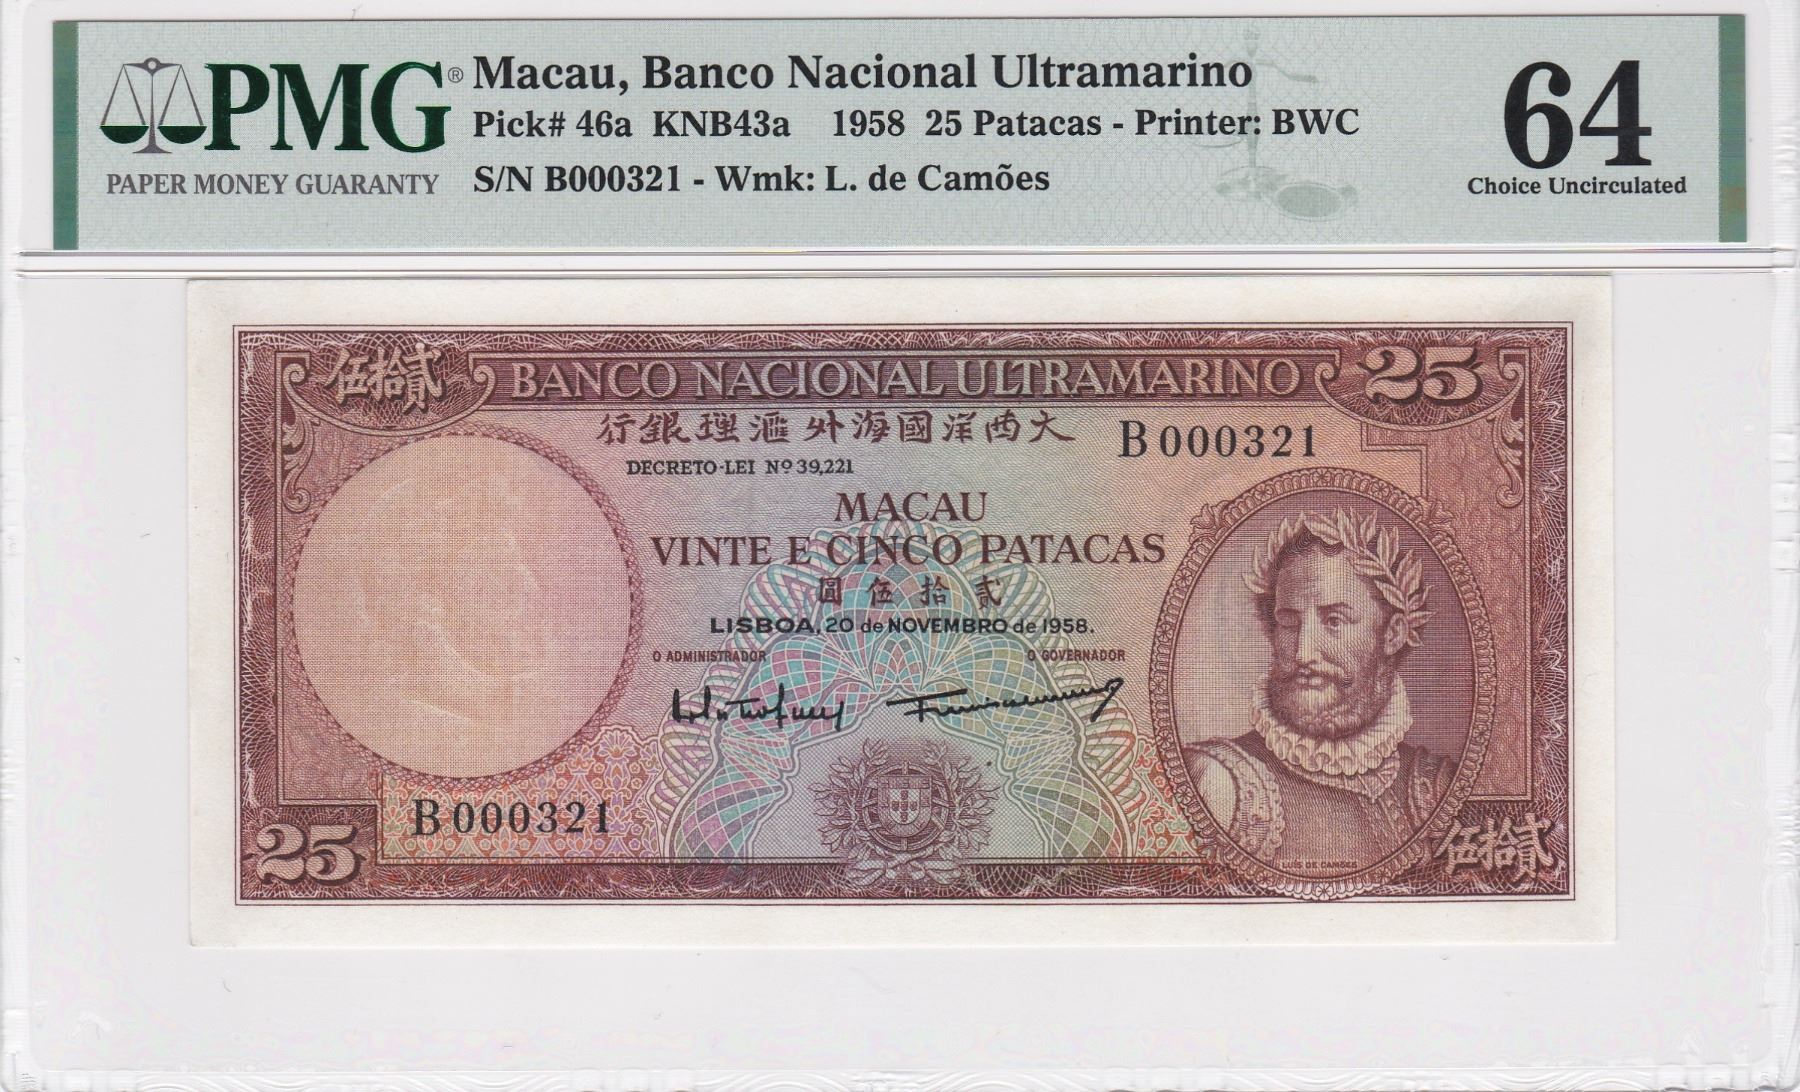 PMG®
PAPER MONEY GUARANTY
Macau, Banco Nacional Ultramarino
Pick# 46a KNB43a 1958 25 Patacas - Printer: BWC
S/N B000321 - Wmk: L. de Camões
64
Choice Uncirculated
伍拾貳
BANCO NACIONAL ULTRAMARINO
25
行銀理滙外海國洋西大
B 000321
DECRETO-LEI Nº 39,221
MACAU
VINTE E CINCO PATACAS
圓伍拾貳
LISBOA, 20 de NOVEMBRO de 1958.
O ADMINISTRADOR
O GOVERNADOR
B 000321
25
LUIS DE CAMÕES
伍拾貳